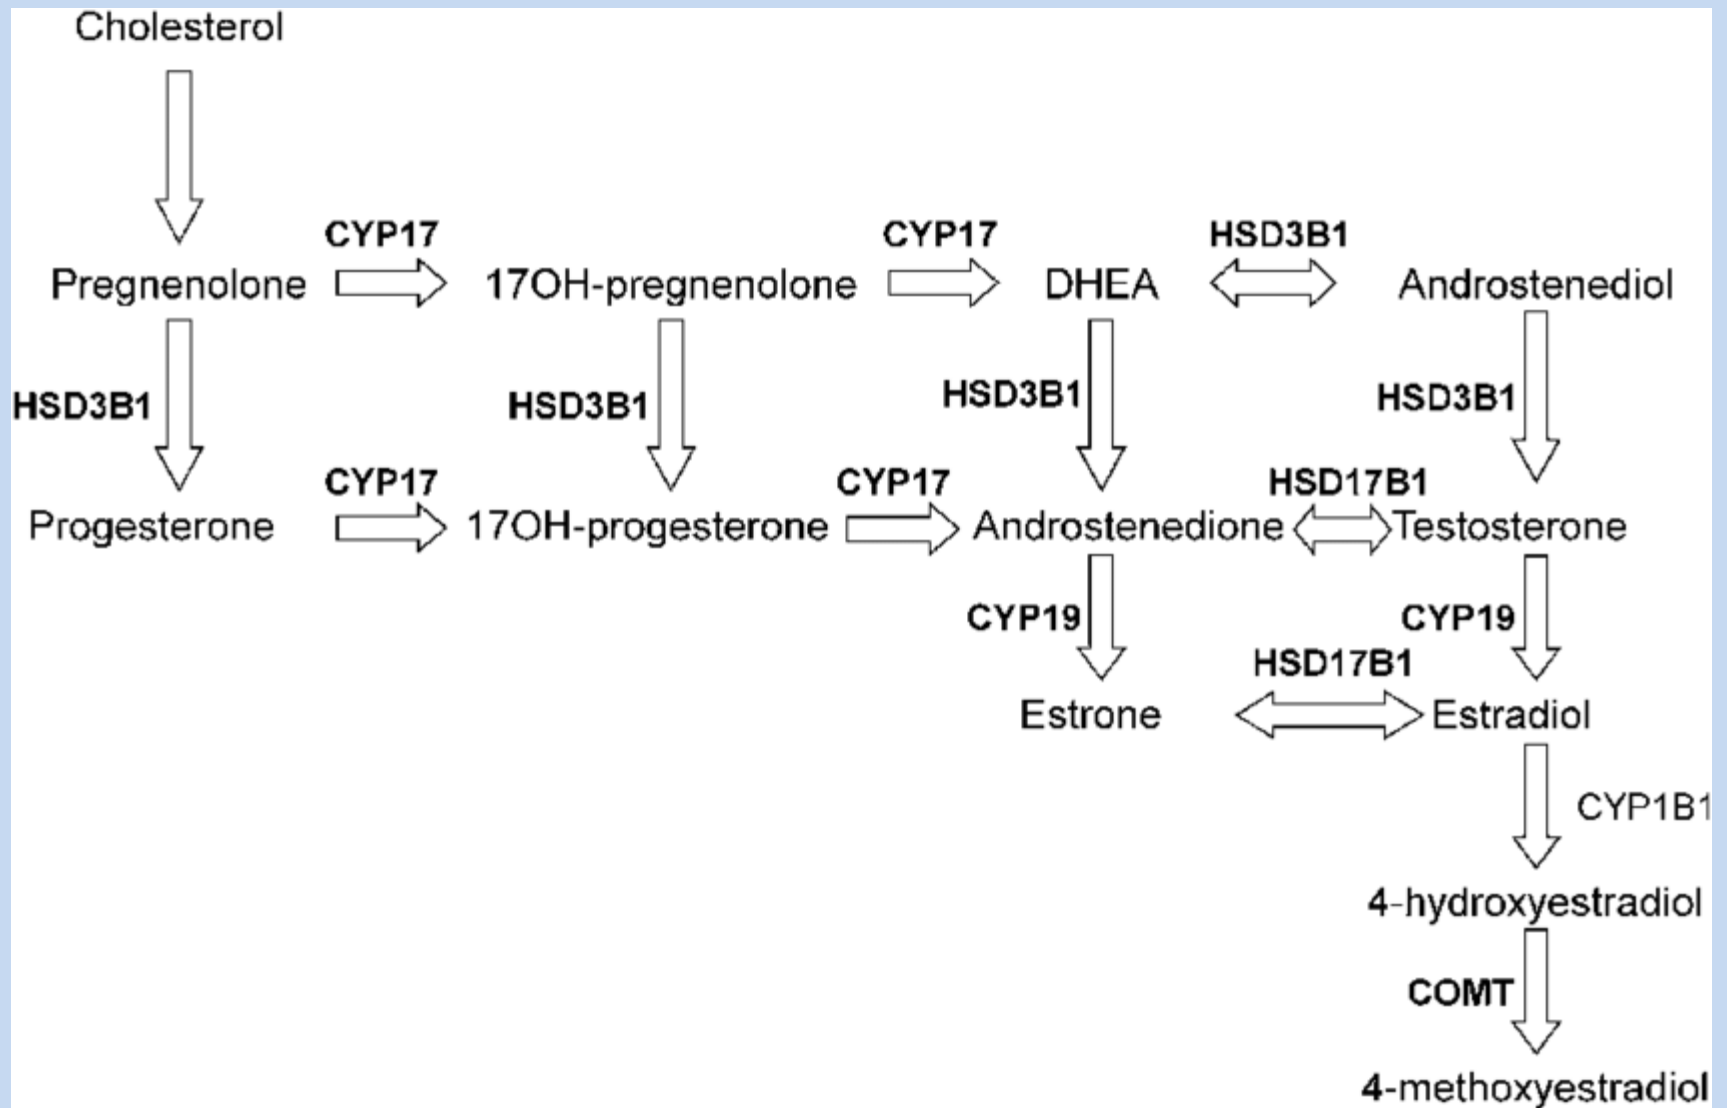 Cholesterol
CYP17 CYP17 HSD3B1
Pregnenolone 17OH-pregnenolone DHEA Androstenediol
HSD3B1 HSD3B1 HSD3B1 HSD3B1
CYP17 CYP17 HSD17B1
Progesterone 17OH-progesterone Androstenedione Testosterone
CYP19 CYP19
HSD17B1
Estrone Estradiol
CYP1B1
4-hydroxyestradiol
COMT
4-methoxyestradiol